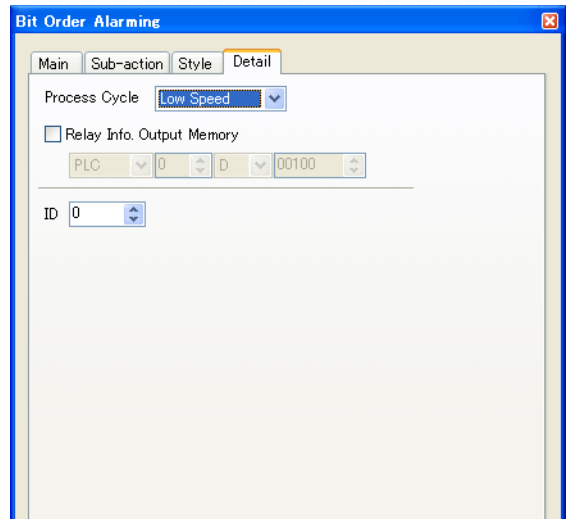 Bit Order Alarming
Main Sub-action Style Detail
Process Cycle Low Speed
Relay Info. Output Memory
PLC 0 D 00100
ID 0